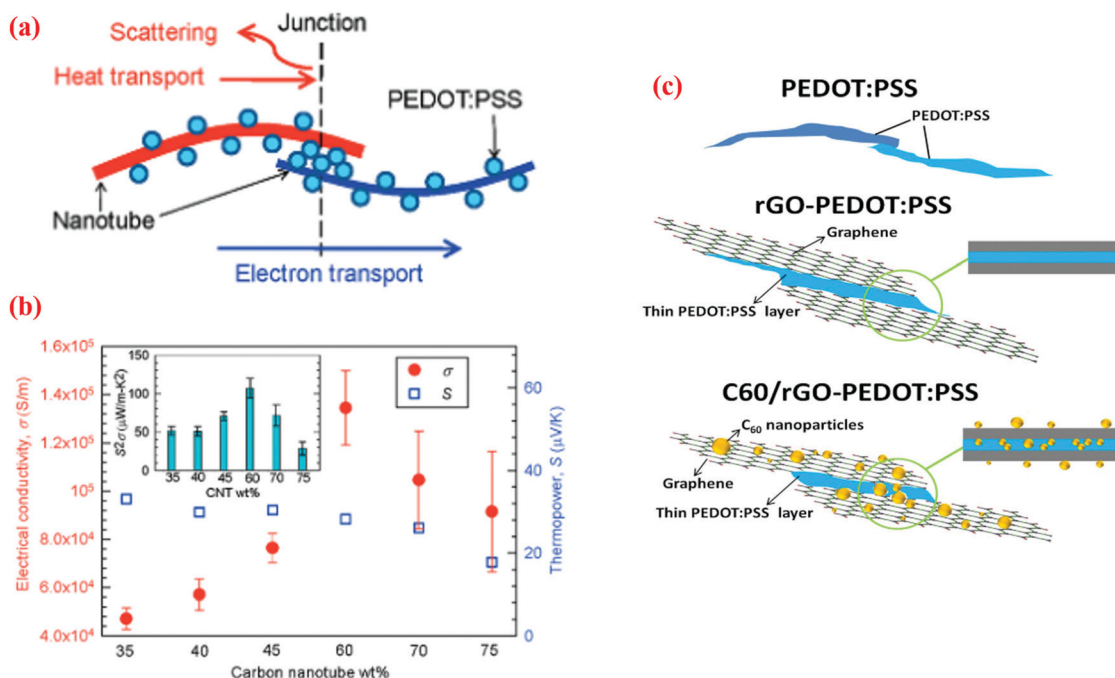 (a)
Scattering
Junction
Heat transport
PEDOT:PSS
Nanotube
Electron transport
(b)
Electrical conductivity, σ (S/m)
1.6x10⁵
1.4x10⁵
1.2x10⁵
10⁵
8.0x10⁴
6.0x10⁴
4.0x10⁴
S²σ (μW/m-K2)
150
100
50
0
35 40 45 60 70 75
CNT wt%
σ
S
60
40
20
0
Thermopower, S (μV/K)
35 40 45 60 70 75
Carbon nanotube wt%
(c)
PEDOT:PSS
PEDOT:PSS
rGO-PEDOT:PSS
Graphene
Thin PEDOT:PSS
layer
C60/rGO-PEDOT:PSS
C₆₀ nanoparticles
Graphene
Thin PEDOT:PSS layer